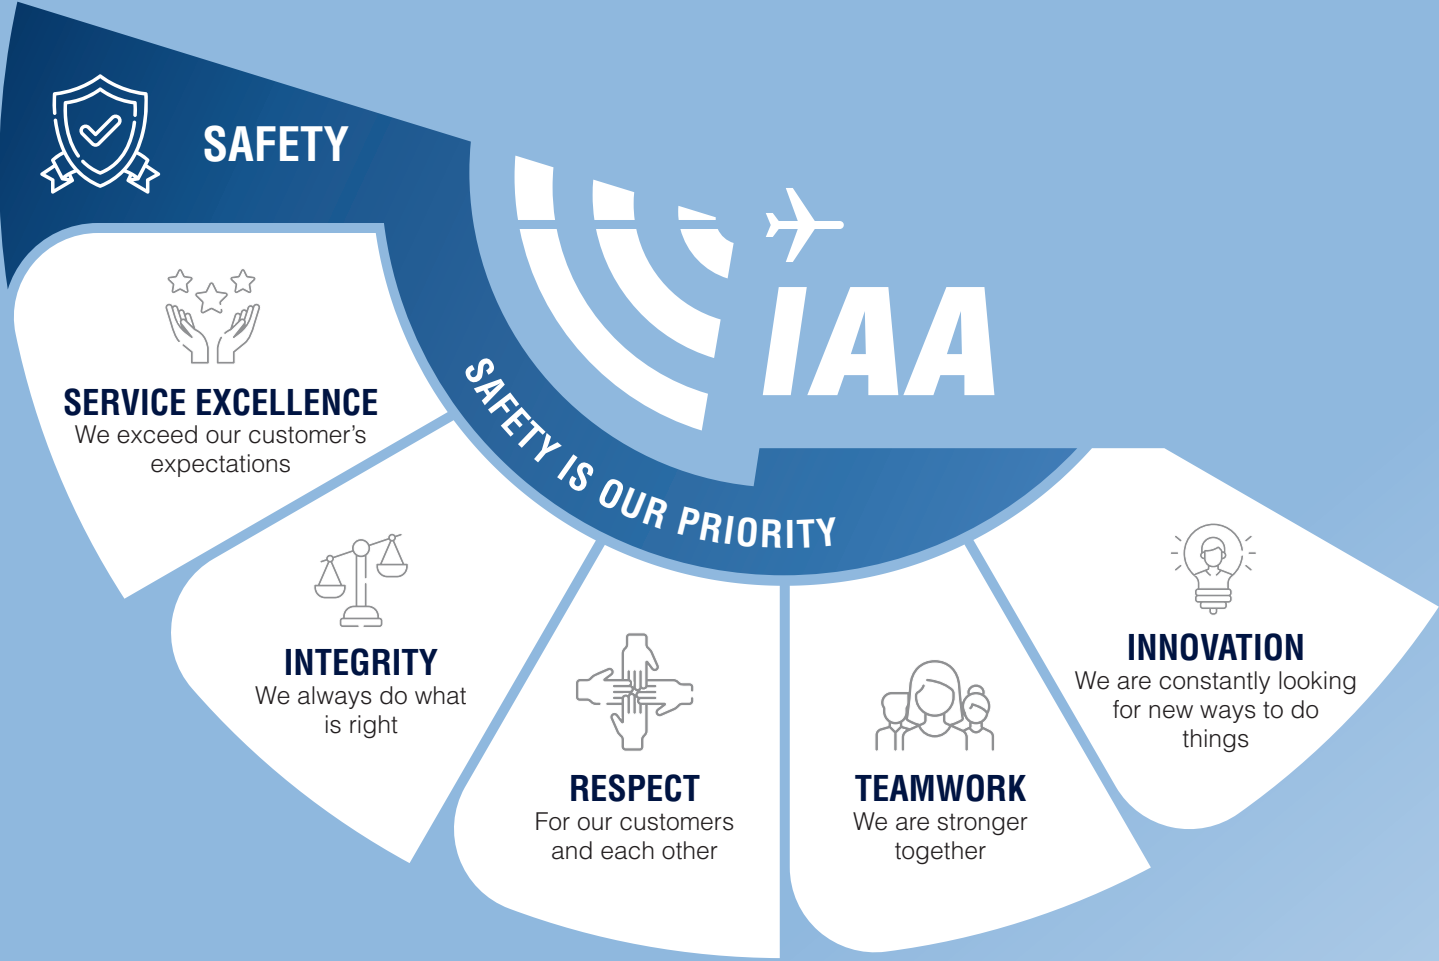 SAFETY
IAA
SAFETY IS OUR PRIORITY
SERVICE EXCELLENCE
We exceed our customer’s
expectations
INTEGRITY
We always do what
is right
RESPECT
For our customers
and each other
TEAMWORK
We are stronger
together
INNOVATION
We are constantly looking
for new ways to do
things